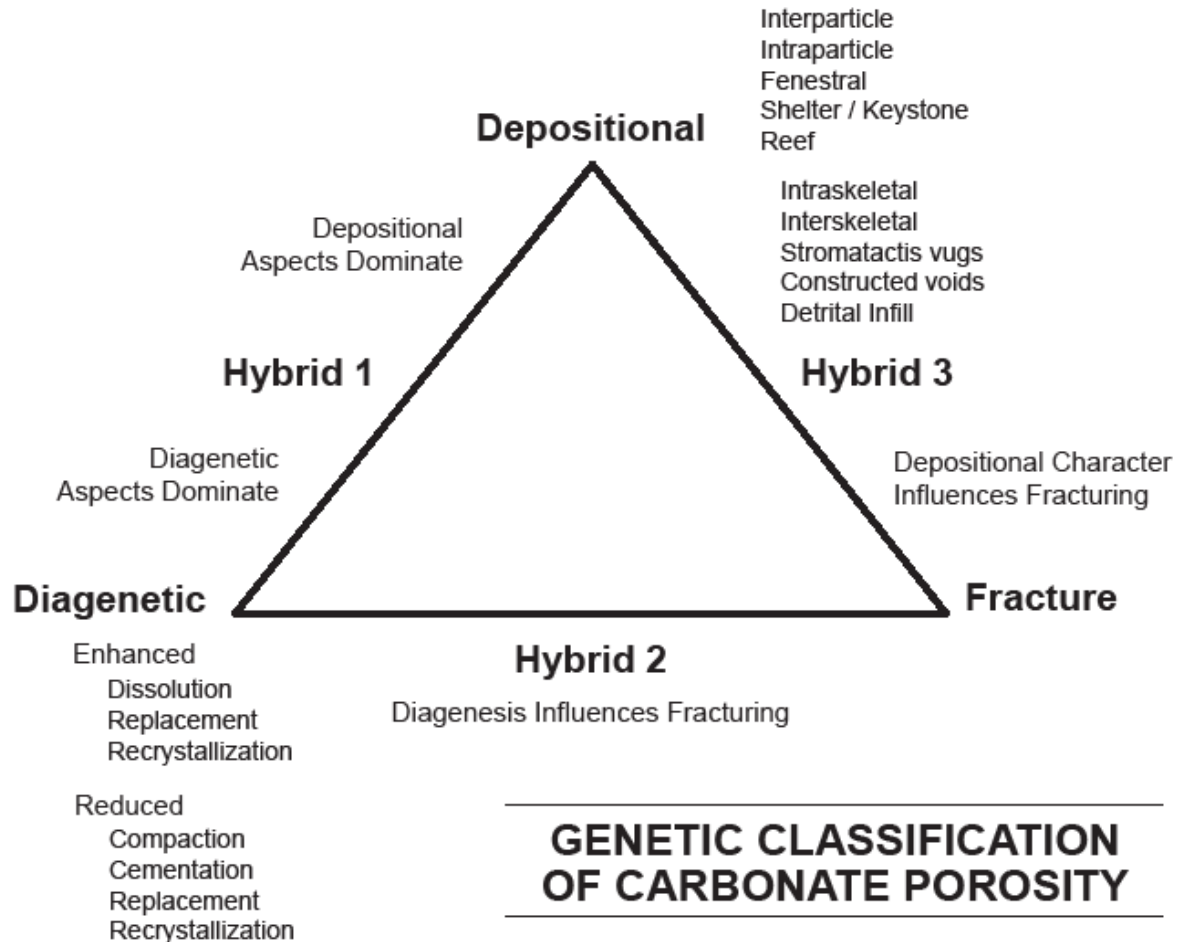 Interparticle
Intraparticle
Fenestral
Shelter / Keystone
Reef
Depositional
Intraskeletal
Interskeletal
Stromatactis vugs
Constructed voids
Detrital Infill
Depositional
Aspects Dominate
Hybrid 1
Hybrid 3
Diagenetic
Aspects Dominate
Depositional Character
Influences Fracturing
Diagenetic
Fracture
Enhanced
Dissolution
Replacement
Recrystallization
Hybrid 2
Diagenesis Influences Fracturing
Reduced
Compaction
Cementation
Replacement
Recrystallization
GENETIC CLASSIFICATION
OF CARBONATE POROSITY